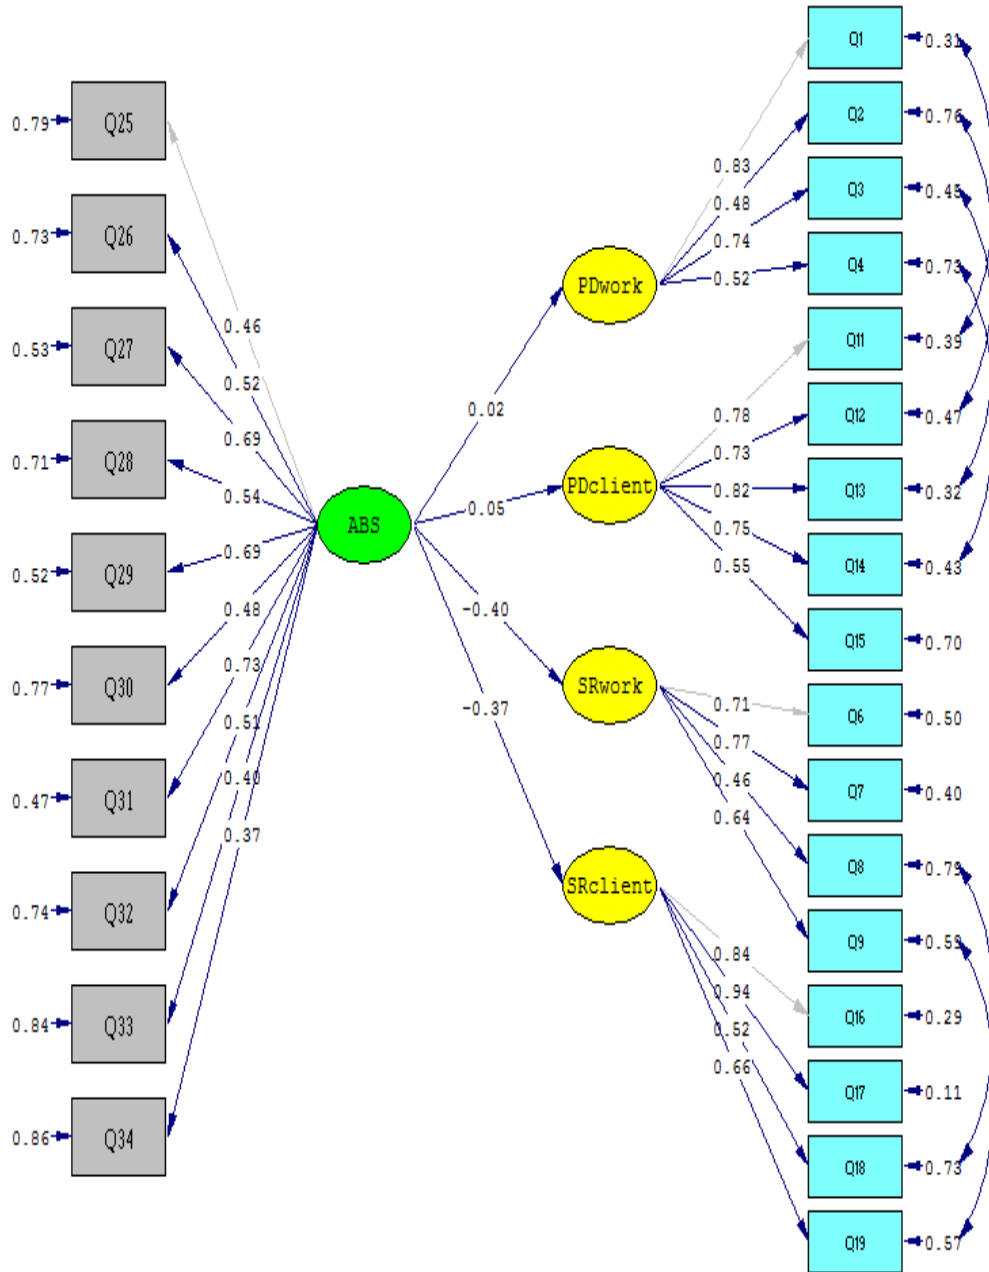 Q1
0.31
Q2
0.76
Q3
0.45
Q4
0.73
Q11
0.39
Q12
0.47
Q13
0.32
Q14
0.43
Q15
0.70
Q6
0.50
Q7
0.40
Q8
0.79
Q9
0.59
Q16
0.29
Q17
0.11
Q18
0.73
Q19
0.57
0.83
0.48
0.74
0.52
0.78
0.73
0.82
0.75
0.55
0.71
0.77
0.46
0.64
0.84
0.94
0.52
0.66
PDwork
PDclient
SRwork
SRclient
0.02
0.05
-0.40
-0.37
ABS
0.46
0.52
0.69
0.54
0.69
0.48
0.73
0.51
0.40
0.37
0.79
Q25
0.73
Q26
0.53
Q27
0.71
Q28
0.52
Q29
0.77
Q30
0.47
Q31
0.74
Q32
0.84
Q33
0.86
Q34